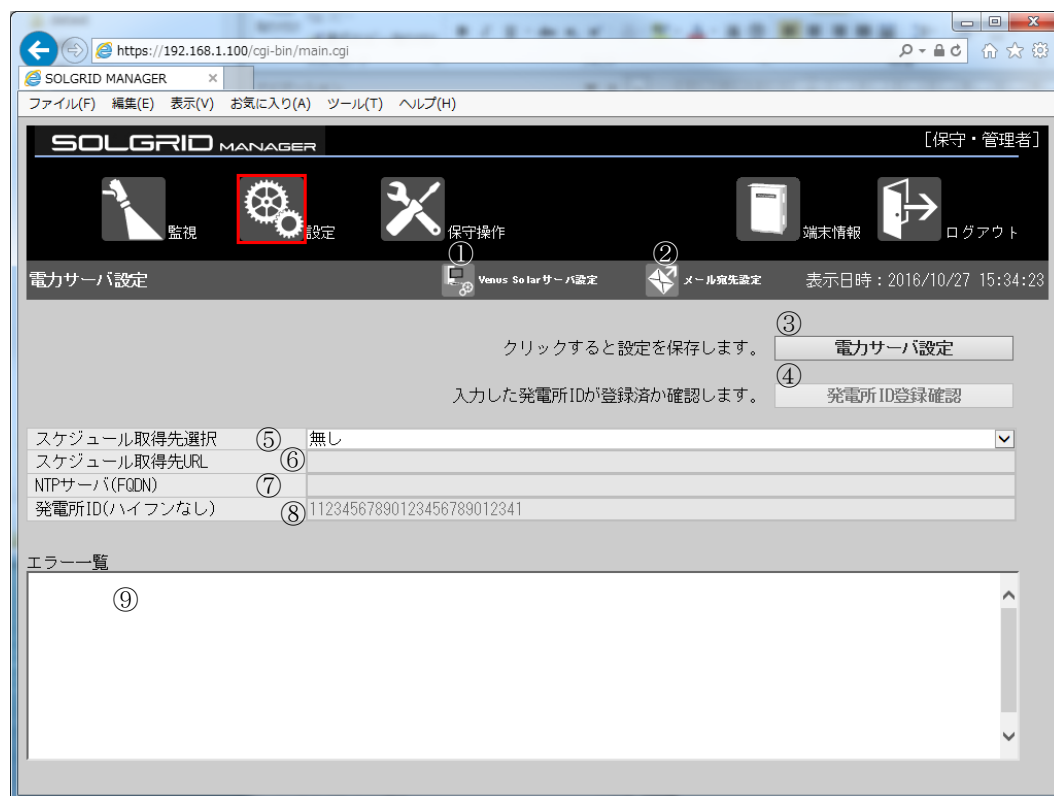 https://192.168.1.100/cgi-bin/main.cgi
SOLGRID MANAGER ×
ファイル(F) 編集(E) 表示(V) お気に入り(A) ツール(T) ヘルプ(H)
SOLGRID MANAGER [保守・管理者]
監視 設定 保守操作 端末情報 ログアウト
① ②
電力サーバ設定 Venus Solarサーバ設定 メール宛先設定 表示日時：2016/10/27 15:34:23
③
クリックすると設定を保存します。 電力サーバ設定
④
入力した発電所IDが登録済か確認します。 発電所ID登録確認
スケジュール取得先選択 ⑤ 無し
スケジュール取得先URL ⑥
NTPサーバ(FQDN) ⑦
発電所ID(ハイフンなし) ⑧ 11234567890123456789012341
エラー一覧
⑨